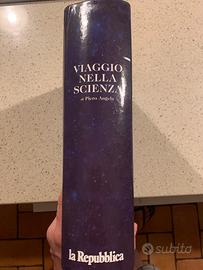 VIAGGIO
NELLA
SCIENZA
di Piero Angela
la Repubblica
subito